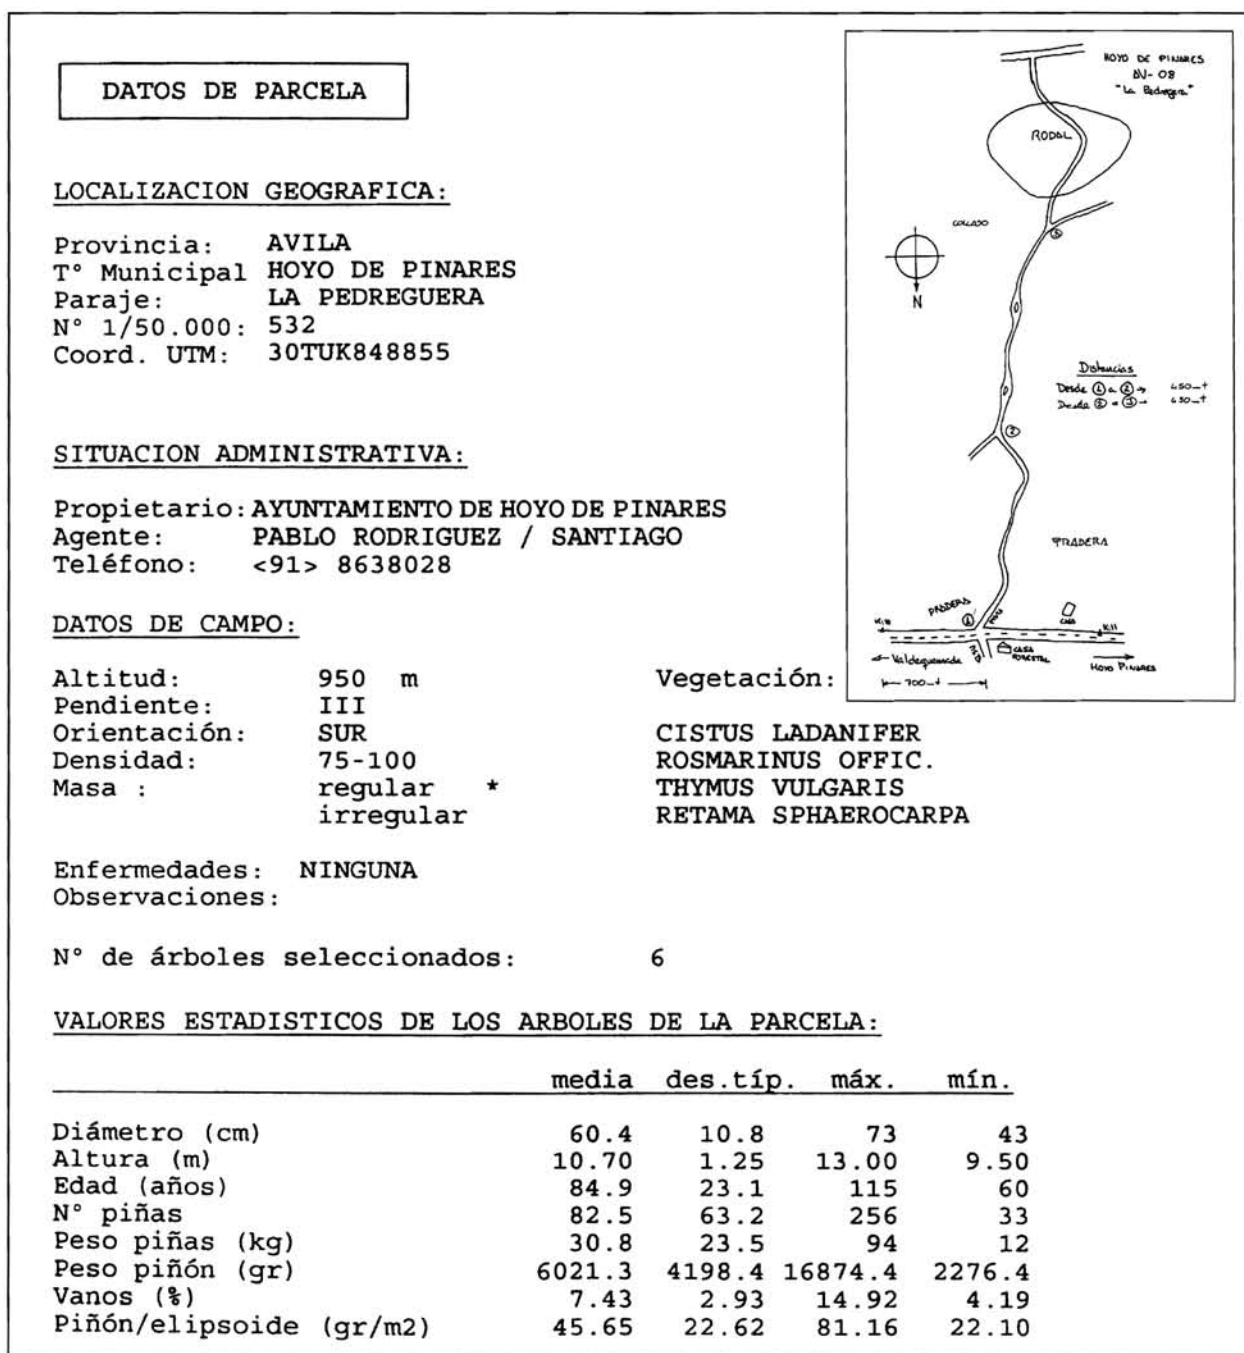 DATOS DE PARCELA
LOCALIZACION GEOGRAFICA:
Provincia: AVILA
Tº Municipal HOYO DE PINARES
Paraje: LA PEDREGUERA
Nº 1/50.000: 532
Coord. UTM: 30TUK848855
SITUACION ADMINISTRATIVA:
Propietario: AYUNTAMIENTO DE HOYO DE PINARES
Agente: PABLO RODRIGUEZ / SANTIAGO
Teléfono: <91> 8638028
DATOS DE CAMPO:
Altitud: 950 m
Pendiente: III
Orientación: SUR
Densidad: 75-100
Masa : regular *
irregular
Vegetación:
CISTUS LADANIFER
ROSMARINUS OFFIC.
THYMUS VULGARIS
RETAMA SPHAEROCARPA
Enfermedades: NINGUNA
Observaciones:
Nº de árboles seleccionados: 6
VALORES ESTADISTICOS DE LOS ARBOLES DE LA PARCELA:
media des.típ. máx. mín.
Diámetro (cm) 60.4 10.8 73 43
Altura (m) 10.70 1.25 13.00 9.50
Edad (años) 84.9 23.1 115 60
Nº piñas 82.5 63.2 256 33
Peso piñas (kg) 30.8 23.5 94 12
Peso piñón (gr) 6021.3 4198.4 16874.4 2276.4
Vanos (%) 7.43 2.93 14.92 4.19
Piñón/elipsoide (gr/m2) 45.65 22.62 81.16 22.10
HOYO DE PINARES
AV-08
RODAL
COLLADO
3
N
Distancias
Desde 1 a 2 →
Desde 2 a 3 →
2
PRADERA
PRADERA
1
CASA
K.11
CASA FORESTAL
← Valdequemada
HOYO PINARES
700